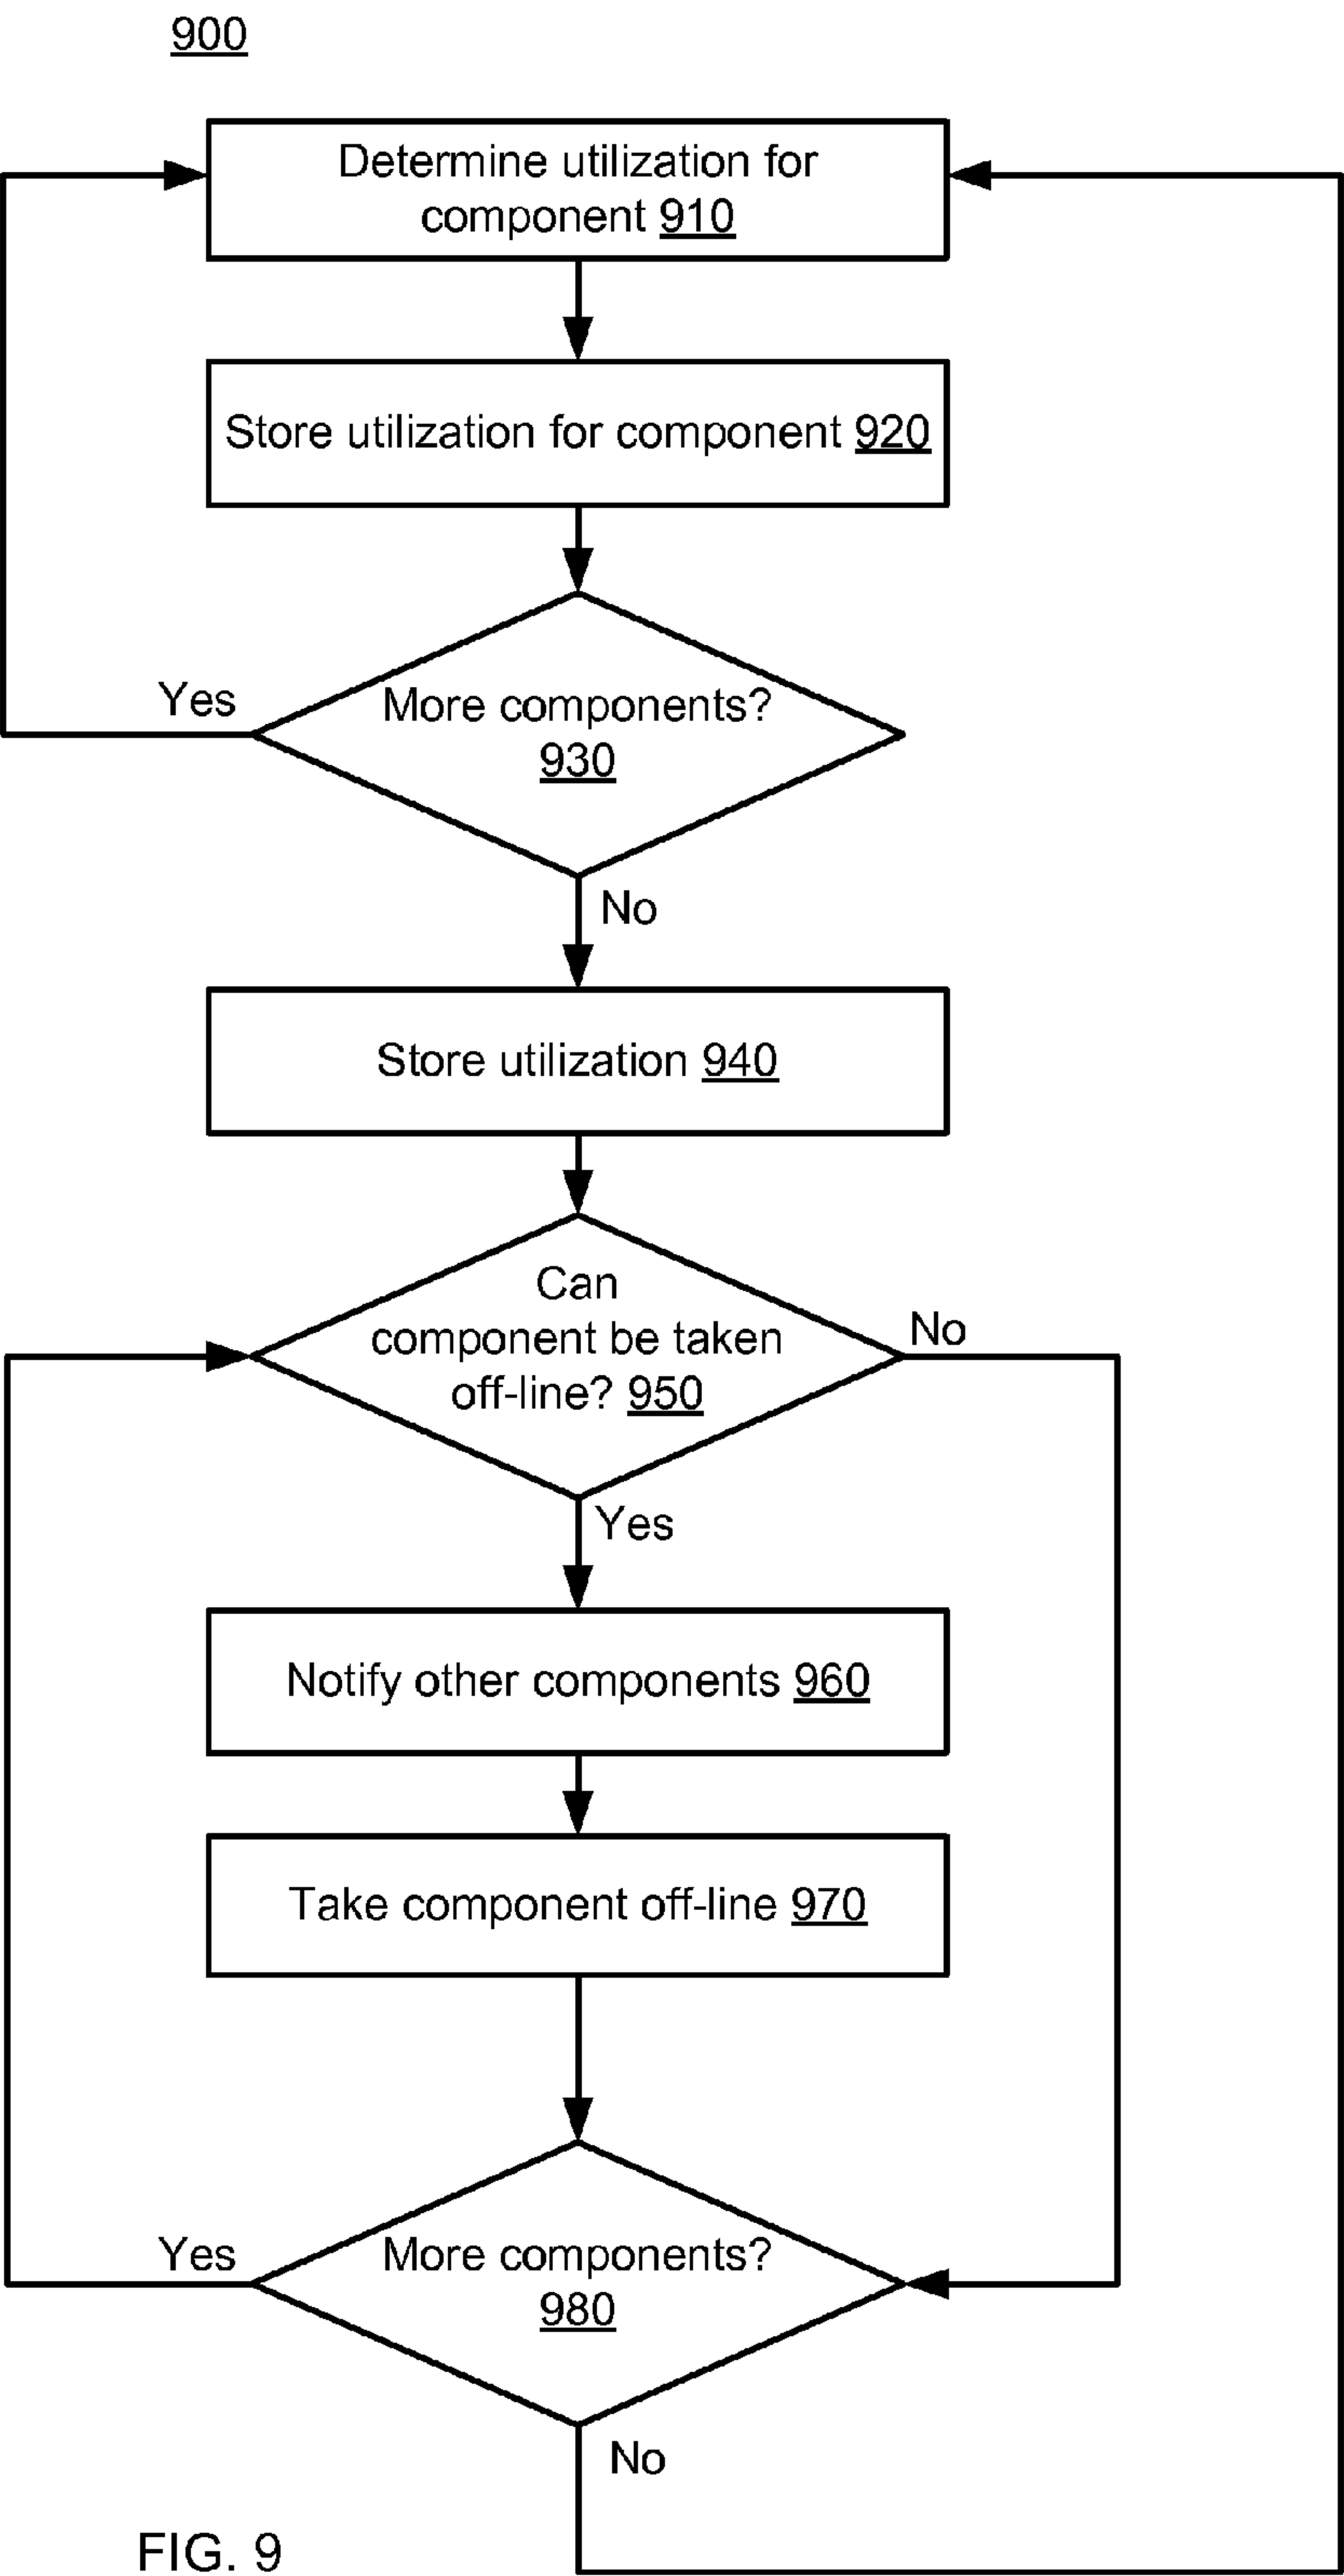 900
Determine utilization for
component 910
Store utilization for component 920
Yes
More components?
930
No
Store utilization 940
Can
component be taken
off-line? 950
No
Yes
Notify other components 960
Take component off-line 970
Yes
More components?
980
No
FIG. 9